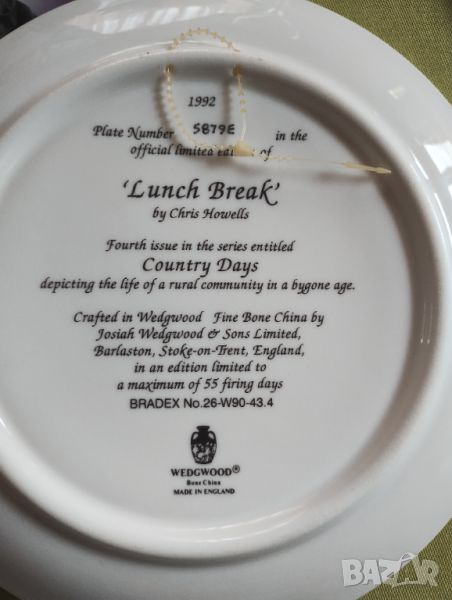 1992
Plate Number 5879E in the
official limited edition of
'Lunch Break'
by Chris Howells
Fourth issue in the series entitled
Country Days
depicting the life of a rural community in a bygone age.
Crafted in Wedgwood Fine Bone China by
Josiah Wedgwood & Sons Limited,
Barlaston, Stoke-on-Trent, England,
in an edition limited to
a maximum of 55 firing days
BRADEX No.26-W90-43.4
WEDGWOOD®
Bone China
MADE IN ENGLAND
BAZAR